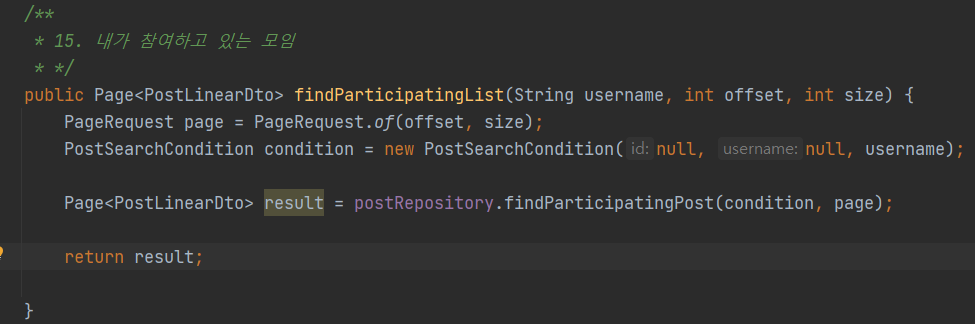 /**
 * 15. 내가 참여하고 있는 모임
 * */
public Page<PostLinearDto> findParticipatingList(String username, int offset, int size) {
    PageRequest page = PageRequest.of(offset, size);
    PostSearchCondition condition = new PostSearchCondition( id: null, username: null, username);
    Page<PostLinearDto> result = postRepository.findParticipatingPost(condition, page);
    return result;
}